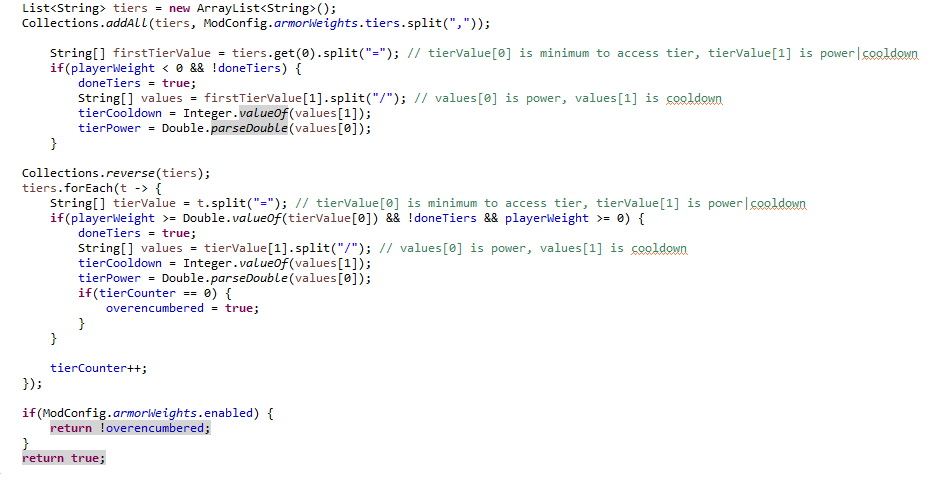 List<String> tiers = new ArrayList<String>();
Collections.addAll(tiers, ModConfig.armorWeights.tiers.split(","));
String[] firstTierValue = tiers.get(0).split("="); // tierValue[0] is minimum to access tier, tierValue[1] is power|cooldown
if(playerWeight < 0 && !doneTiers) {
doneTiers = true;
String[] values = firstTierValue[1].split("/"); // values[0] is power, values[1] is cooldown
tierCooldown = Integer.valueOf(values[1]);
tierPower = Double.parseDouble(values[0]);
}
Collections.reverse(tiers);
tiers.forEach(t -> {
String[] tierValue = t.split("="); // tierValue[0] is minimum to access tier, tierValue[1] is power|cooldown
if(playerWeight >= Double.valueOf(tierValue[0]) && !doneTiers && playerWeight >= 0) {
doneTiers = true;
String[] values = tierValue[1].split("/"); // values[0] is power, values[1] is cooldown
tierCooldown = Integer.valueOf(values[1]);
tierPower = Double.parseDouble(values[0]);
if(tierCounter == 0) {
overencumbered = true;
}
}
tierCounter++;
});
if(ModConfig.armorWeights.enabled) {
return !overencumbered;
}
return true;